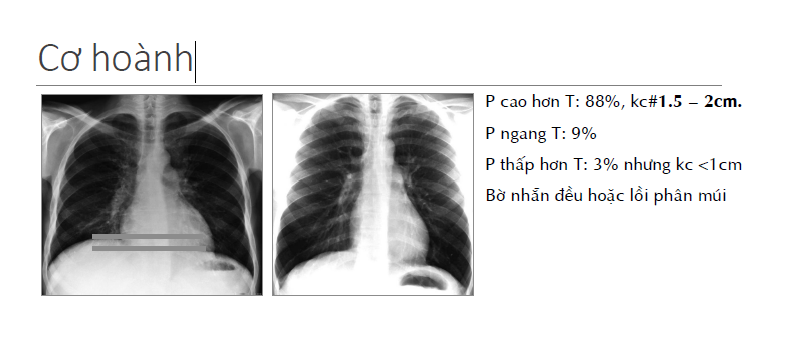 Cơ hoành
P cao hơn T: 88%, kc#1.5 – 2cm.
P ngang T: 9%
P thấp hơn T: 3% nhưng kc <1cm
Bờ nhẵn đều hoặc lồi phân múi